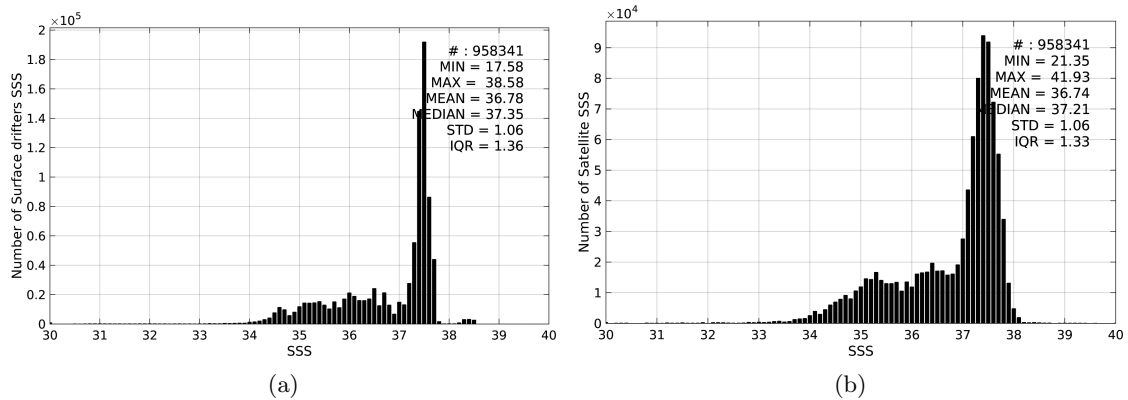 ×10⁵
Number of Surface drifters SSS
2
1.8
1.6
1.4
1.2
1
0.8
0.6
0.4
0.2
0
# : 958341
MIN = 17.58
MAX = 38.58
MEAN = 36.78
MEDIAN = 37.35
STD = 1.06
IQR = 1.36
30 31 32 33 34 35 36 37 38 39 40
SSS
(a)
×10⁴
Number of Satellite SSS
9
8
7
6
5
4
3
2
1
0
# : 958341
MIN = 21.35
MAX = 41.93
MEAN = 36.74
MEDIAN = 37.21
STD = 1.06
IQR = 1.33
30 31 32 33 34 35 36 37 38 39 40
SSS
(b)